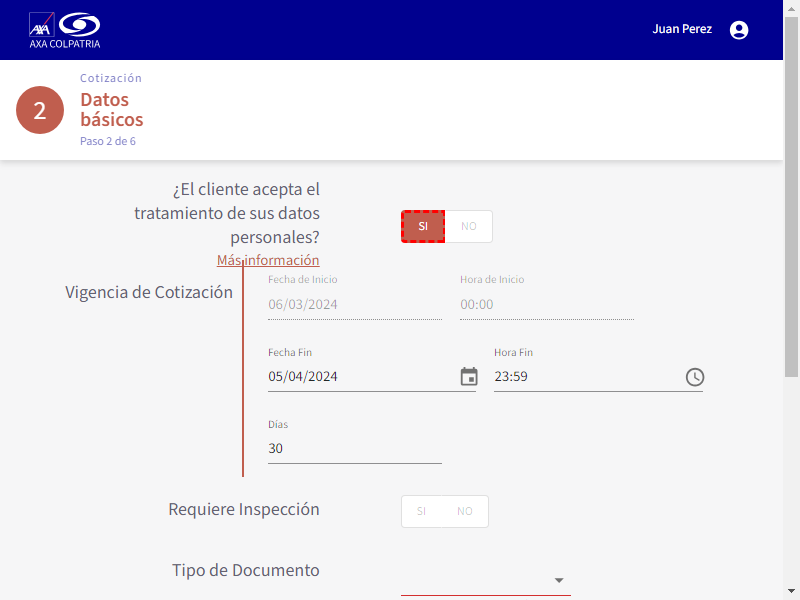 AXA
AXA COLPATRIA
Juan Perez
2
Cotización
Datos
básicos
Paso 2 de 6
¿El cliente acepta el
tratamiento de sus datos
personales?
Más información
SI NO
Vigencia de Cotización
Fecha de Inicio Hora de Inicio
06/03/2024 00:00
Fecha Fin Hora Fin
05/04/2024 23:59
Días
30
Requiere Inspección
SI NO
Tipo de Documento